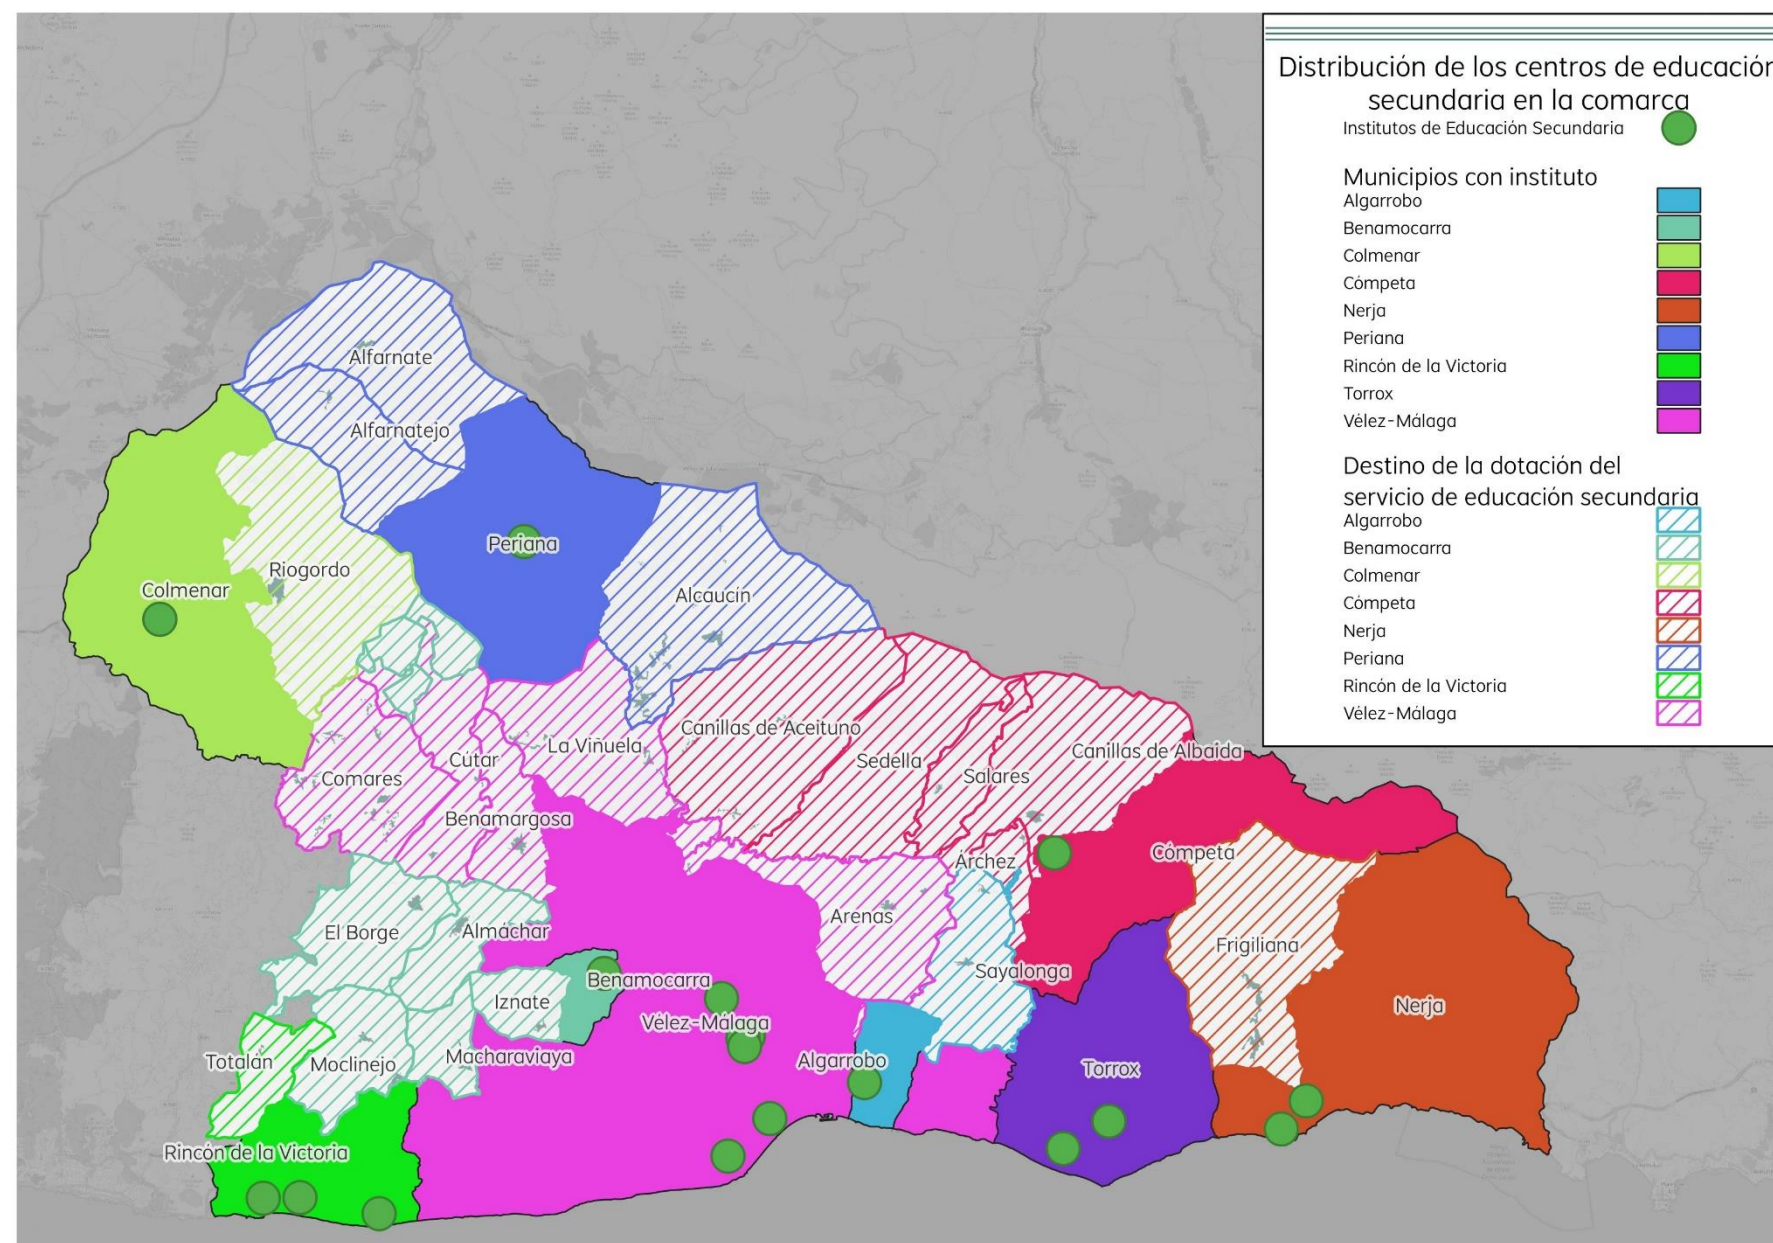 Distribución de los centros de educación
secundaria en la comarca
Institutos de Educación Secundaria
Municipios con instituto
Algarrobo
Benamocarra
Colmenar
Cómpeta
Nerja
Periana
Rincón de la Victoria
Torrox
Vélez-Málaga
Destino de la dotación del
servicio de educación secundaria
Algarrobo
Benamocarra
Colmenar
Cómpeta
Nerja
Periana
Rincón de la Victoria
Vélez-Málaga
Alfarnate
Alfarnatejo
Periana
Riogordo
Colmenar
Alcaucín
Canillas de Aceituno
La Viñuela
Cútar
Comares
Sedella
Canillas de Albaida
Salares
Benamargosa
Árchez
Cómpeta
Arenas
El Borge
Almáchar
Frigiliana
Sayalonga
Benamocarra
Iznate
Nerja
Vélez-Málaga
Totalán
Moclinejo
Macharaviaya
Algarrobo
Torrox
Rincón de la Victoria